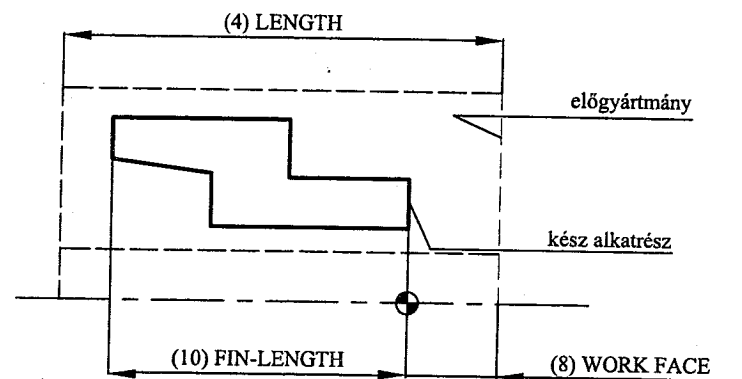 (4) LENGTH
előgyártmány
kész alkatrész
(10) FIN-LENGTH
(8) WORK FACE